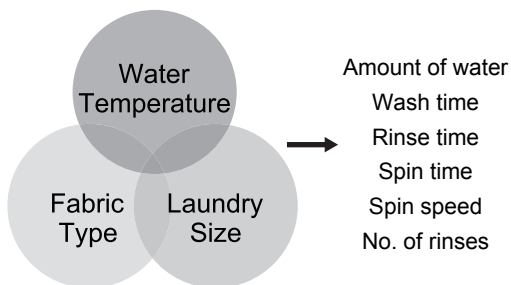 Water
Temperature
Fabric
Type
Laundry
Size
Amount of water
Wash time
Rinse time
Spin time
Spin speed
No. of rinses